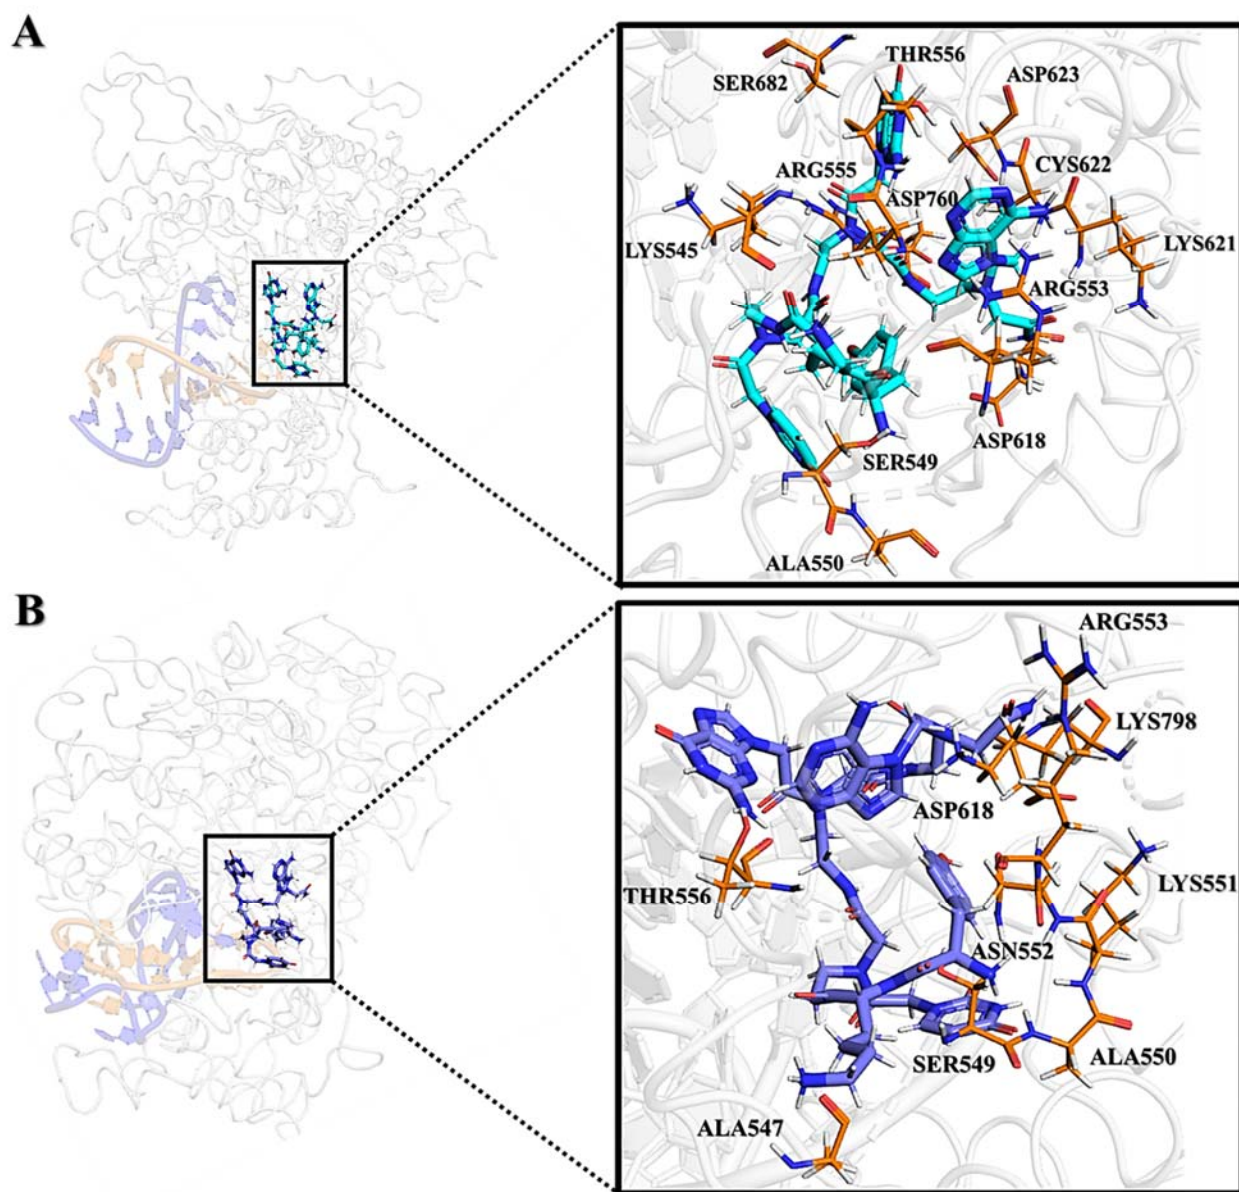 A
THR556
ASP623
SER682
ARG555
CYS622
ASP760
LYS545
LYS621
ARG553
ASP618
SER549
ALA550
B
ARG553
LYS798
ASP618
THR556
LYS551
ASN552
SER549
ALA550
ALA547